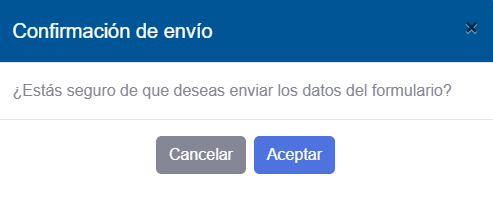 Confirmación de envío
×
¿Estás seguro de que deseas enviar los datos del formulario?
Cancelar
Aceptar